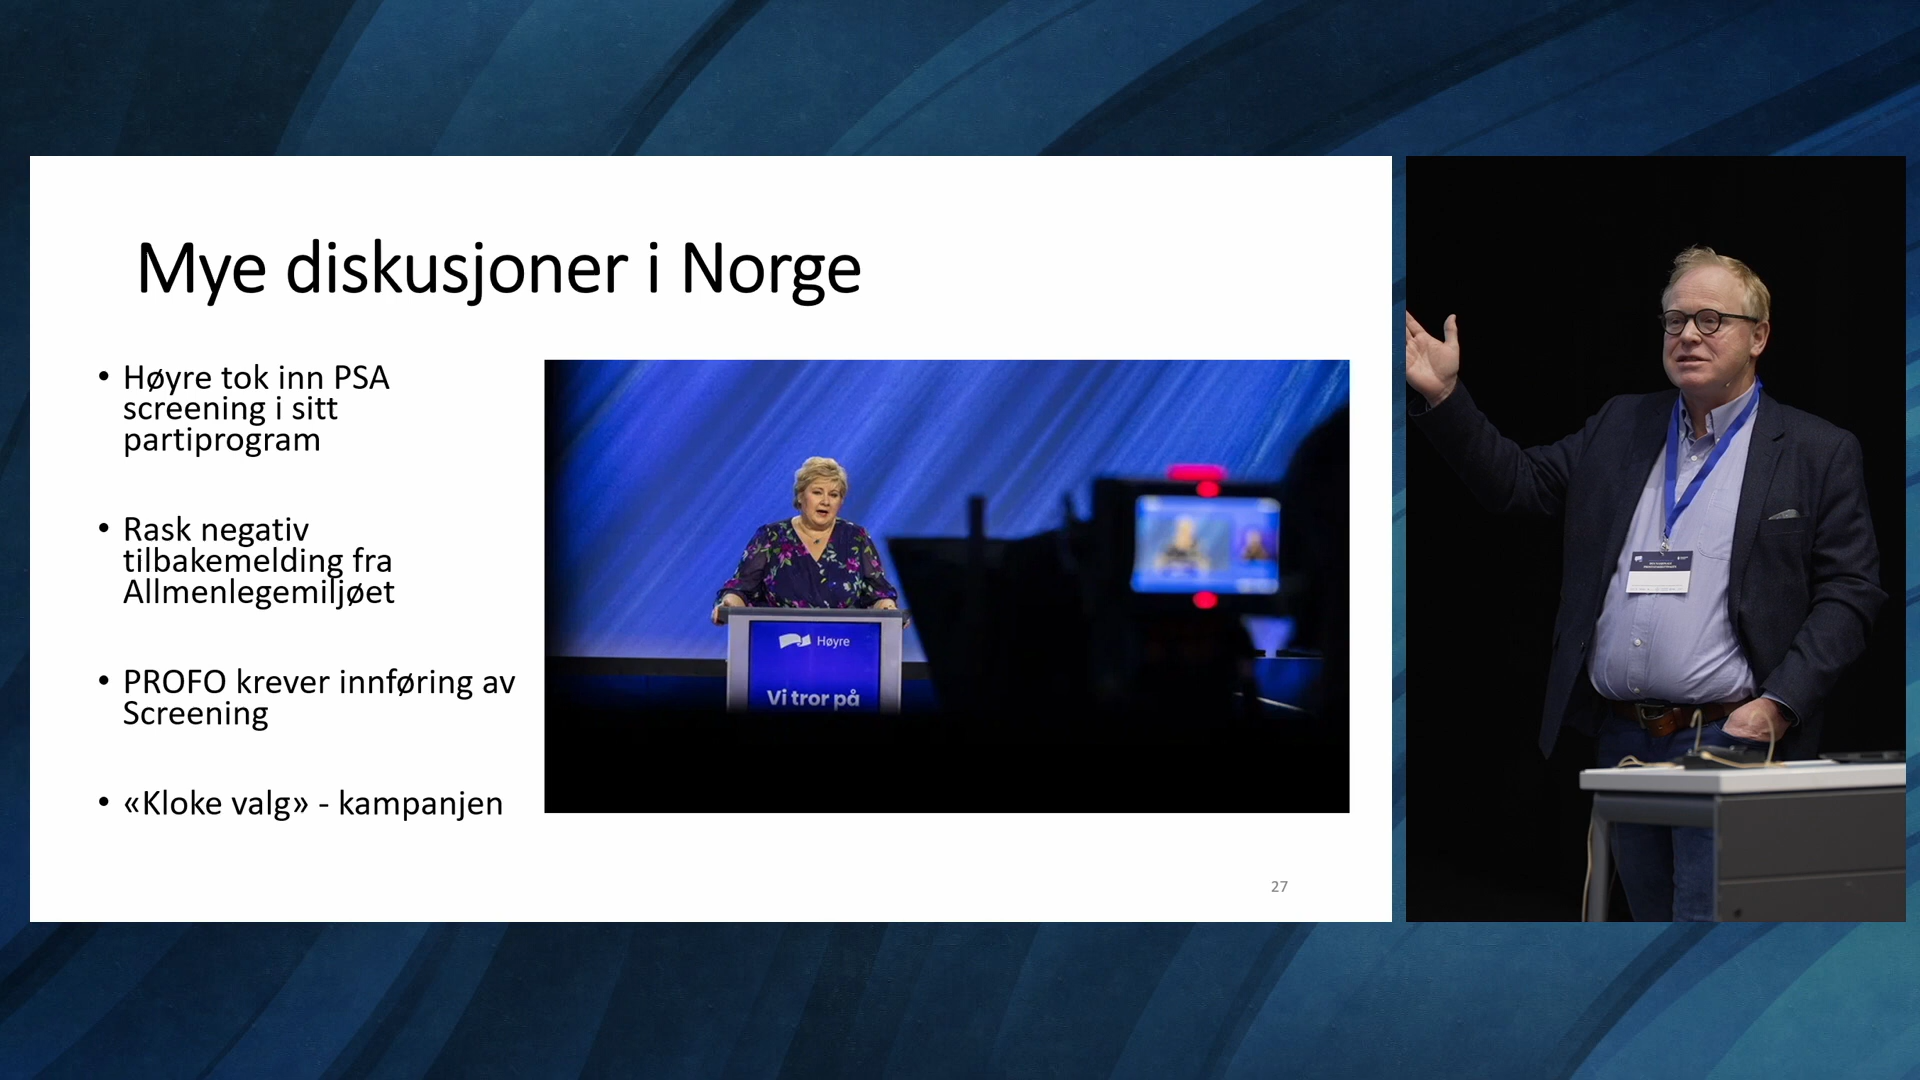 Mye diskusjoner i Norge
• Høyre tok inn PSA
screening i sitt
partiprogram
• Rask negativ
tilbakemelding fra
Allmenlegemiljøet
• PROFO krever innføring av
Screening
• «Kloke valg» - kampanjen
Høyre
Vi tror på
27